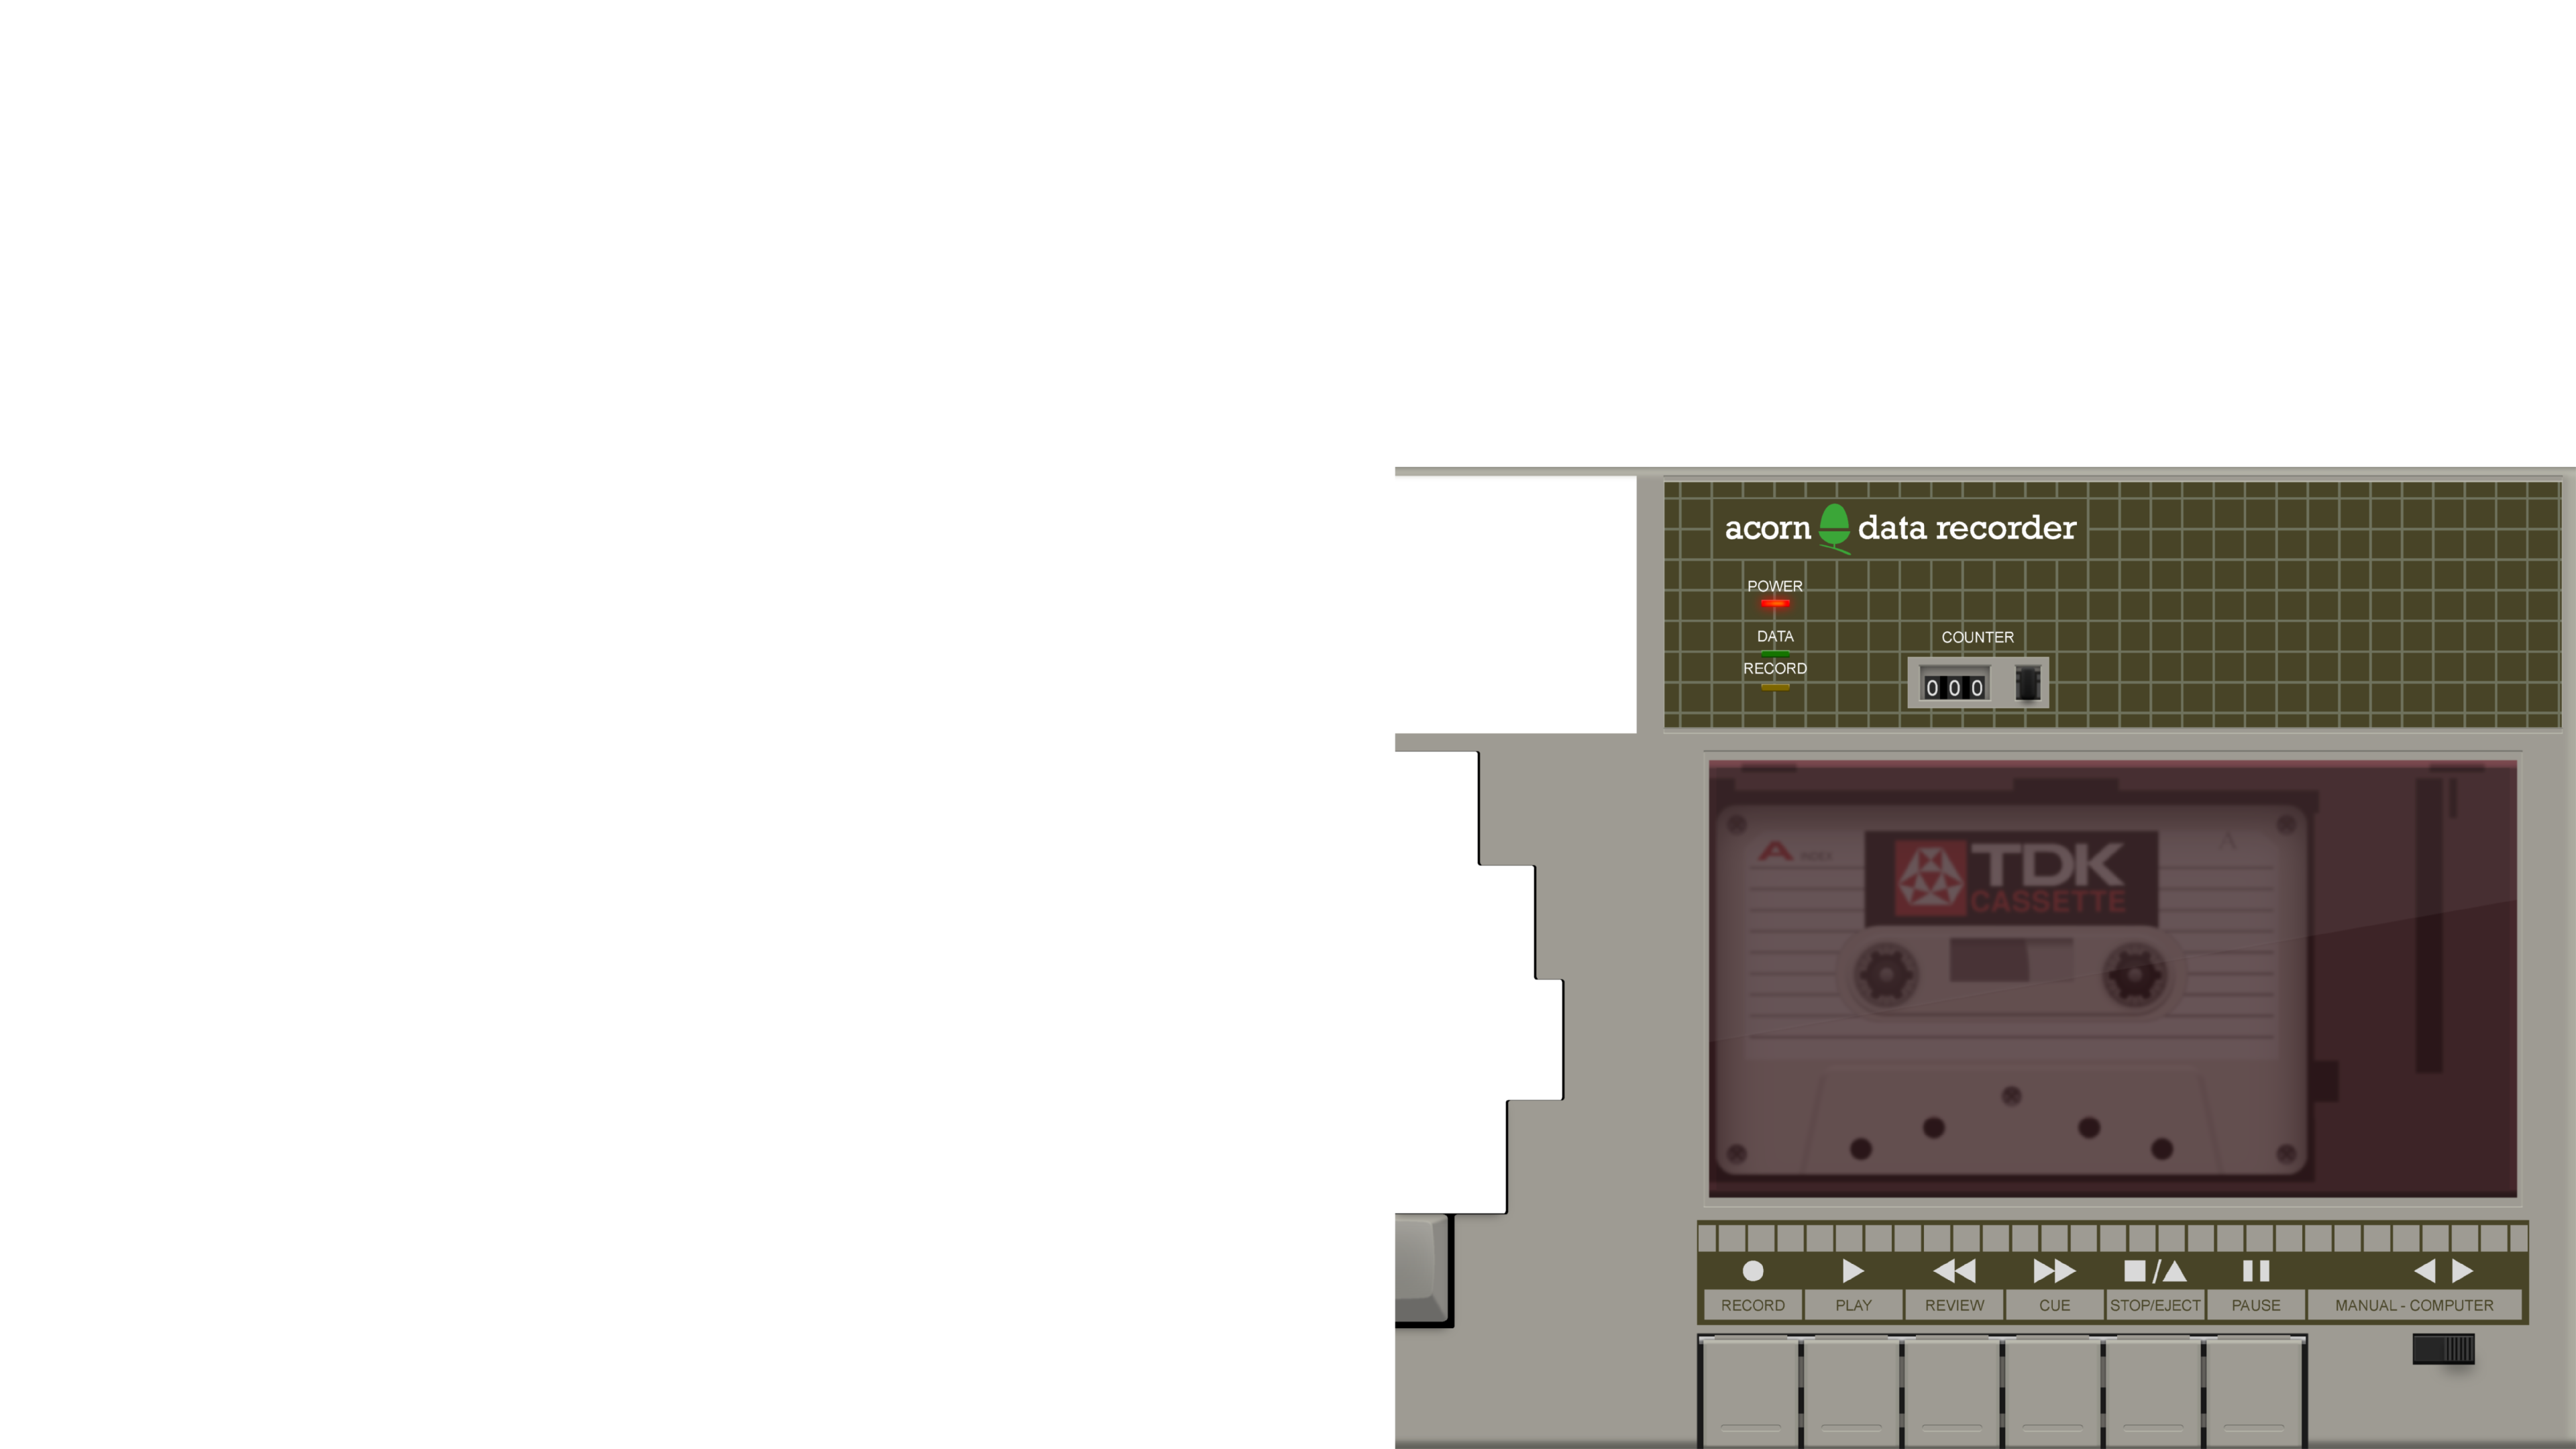 acorn data recorder
POWER
DATA
COUNTER
RECORD
000
A INDEX
TDK
CASSETTE
RECORD PLAY REVIEW CUE STOP/EJECT PAUSE MANUAL - COMPUTER